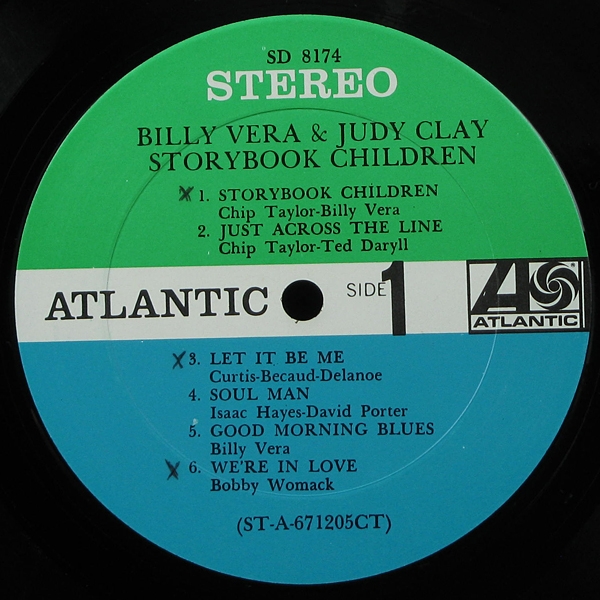 SD 8174
STEREO
BILLY VERA & JUDY CLAY
STORYBOOK CHILDREN
X 1. STORYBOOK CHILDREN
Chip Taylor-Billy Vera
2. JUST ACROSS THE LINE
Chip Taylor-Ted Daryll
ATLANTIC
SIDE 1
A
ATLANTIC
X 3. LET IT BE ME
Curtis-Becaud-Delanoe
4. SOUL MAN
Isaac Hayes-David Porter
5. GOOD MORNING BLUES
Billy Vera
X 6. WE'RE IN LOVE
Bobby Womack
(ST-A-671205CT)